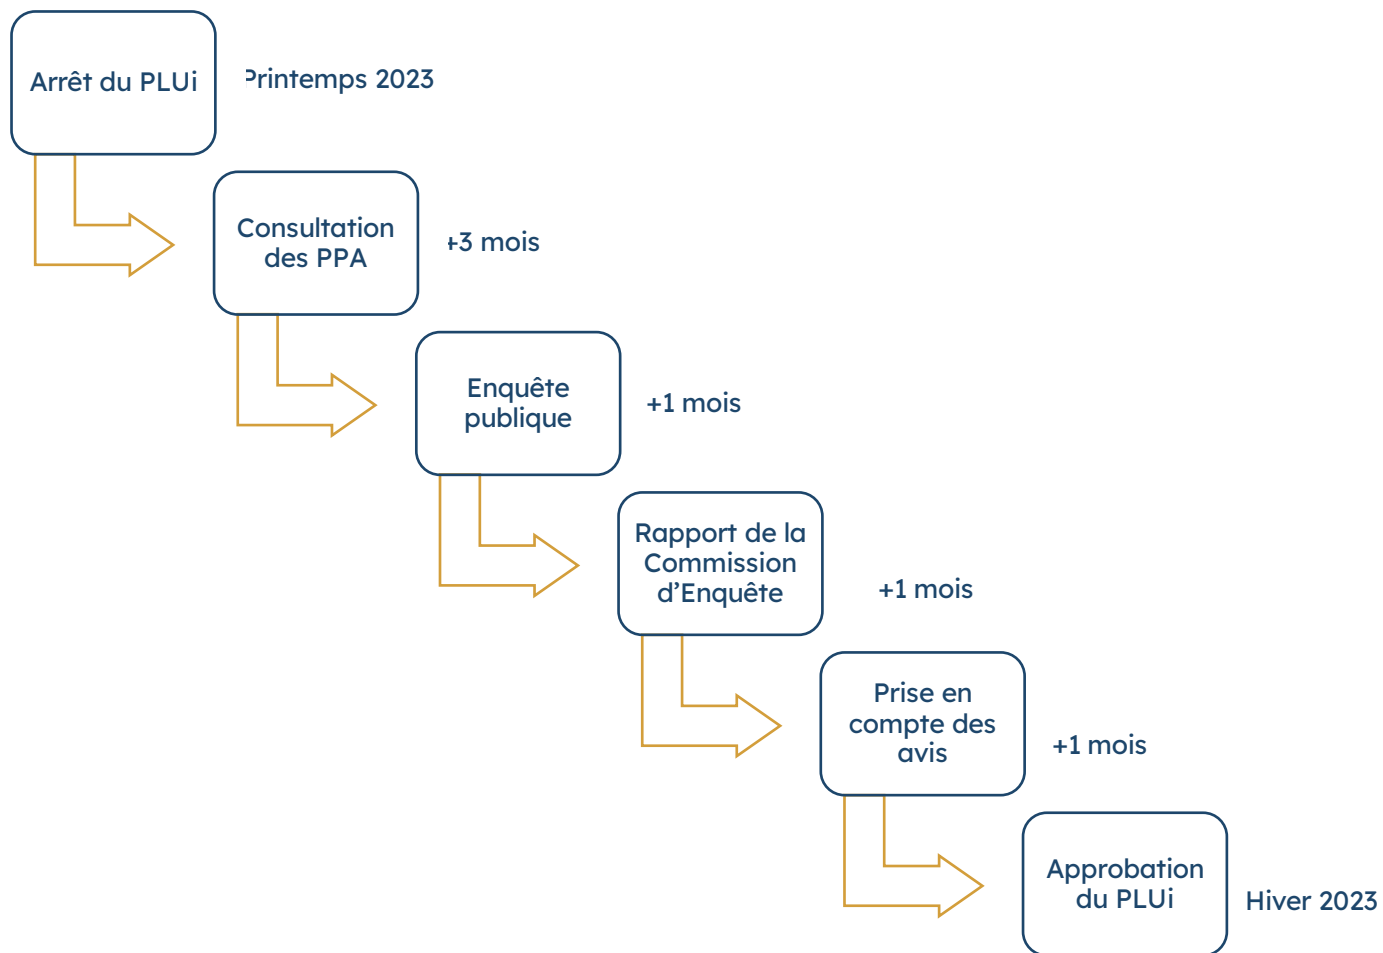 Arrêt du PLUi
Printemps 2023
Consultation
des PPA
+3 mois
Enquête
publique
+1 mois
Rapport de la
Commission
d’Enquête
+1 mois
Prise en
compte des
avis
+1 mois
Approbation
du PLUi
Hiver 2023